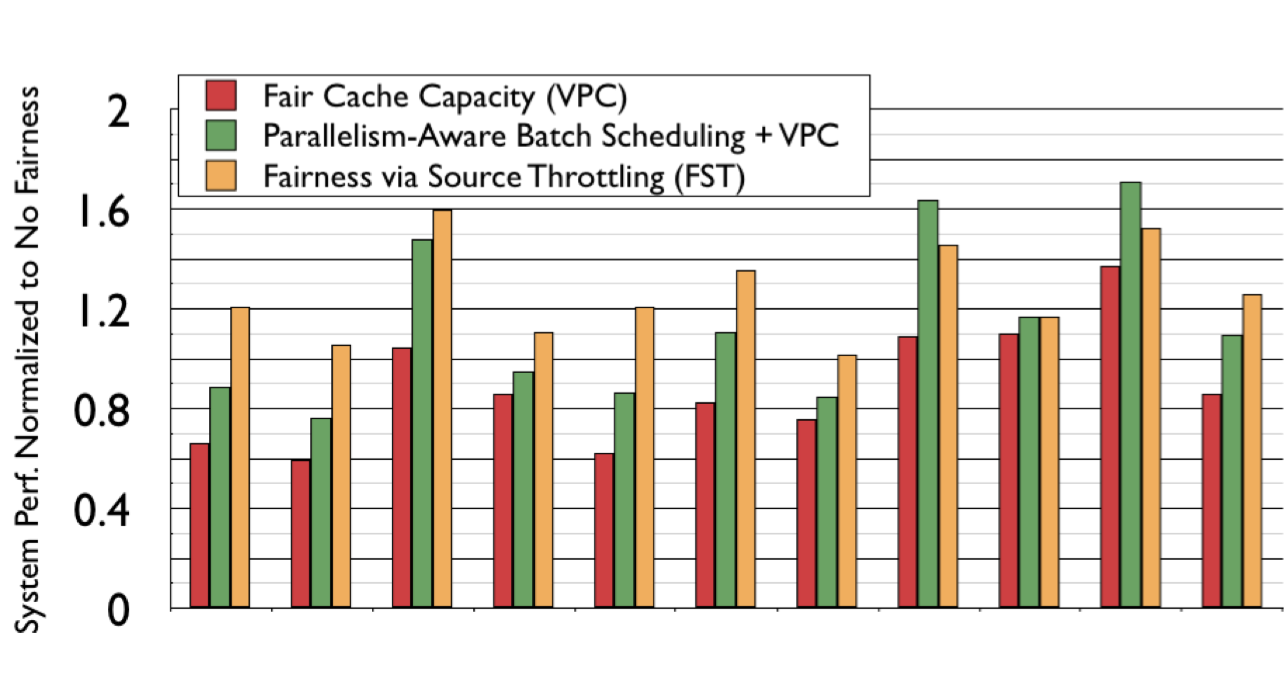 System Perf. Normalized to No Fairness
Fair Cache Capacity (VPC)
Parallelism-Aware Batch Scheduling + VPC
Fairness via Source Throttling (FST)
2
1.6
1.2
0.8
0.4
0